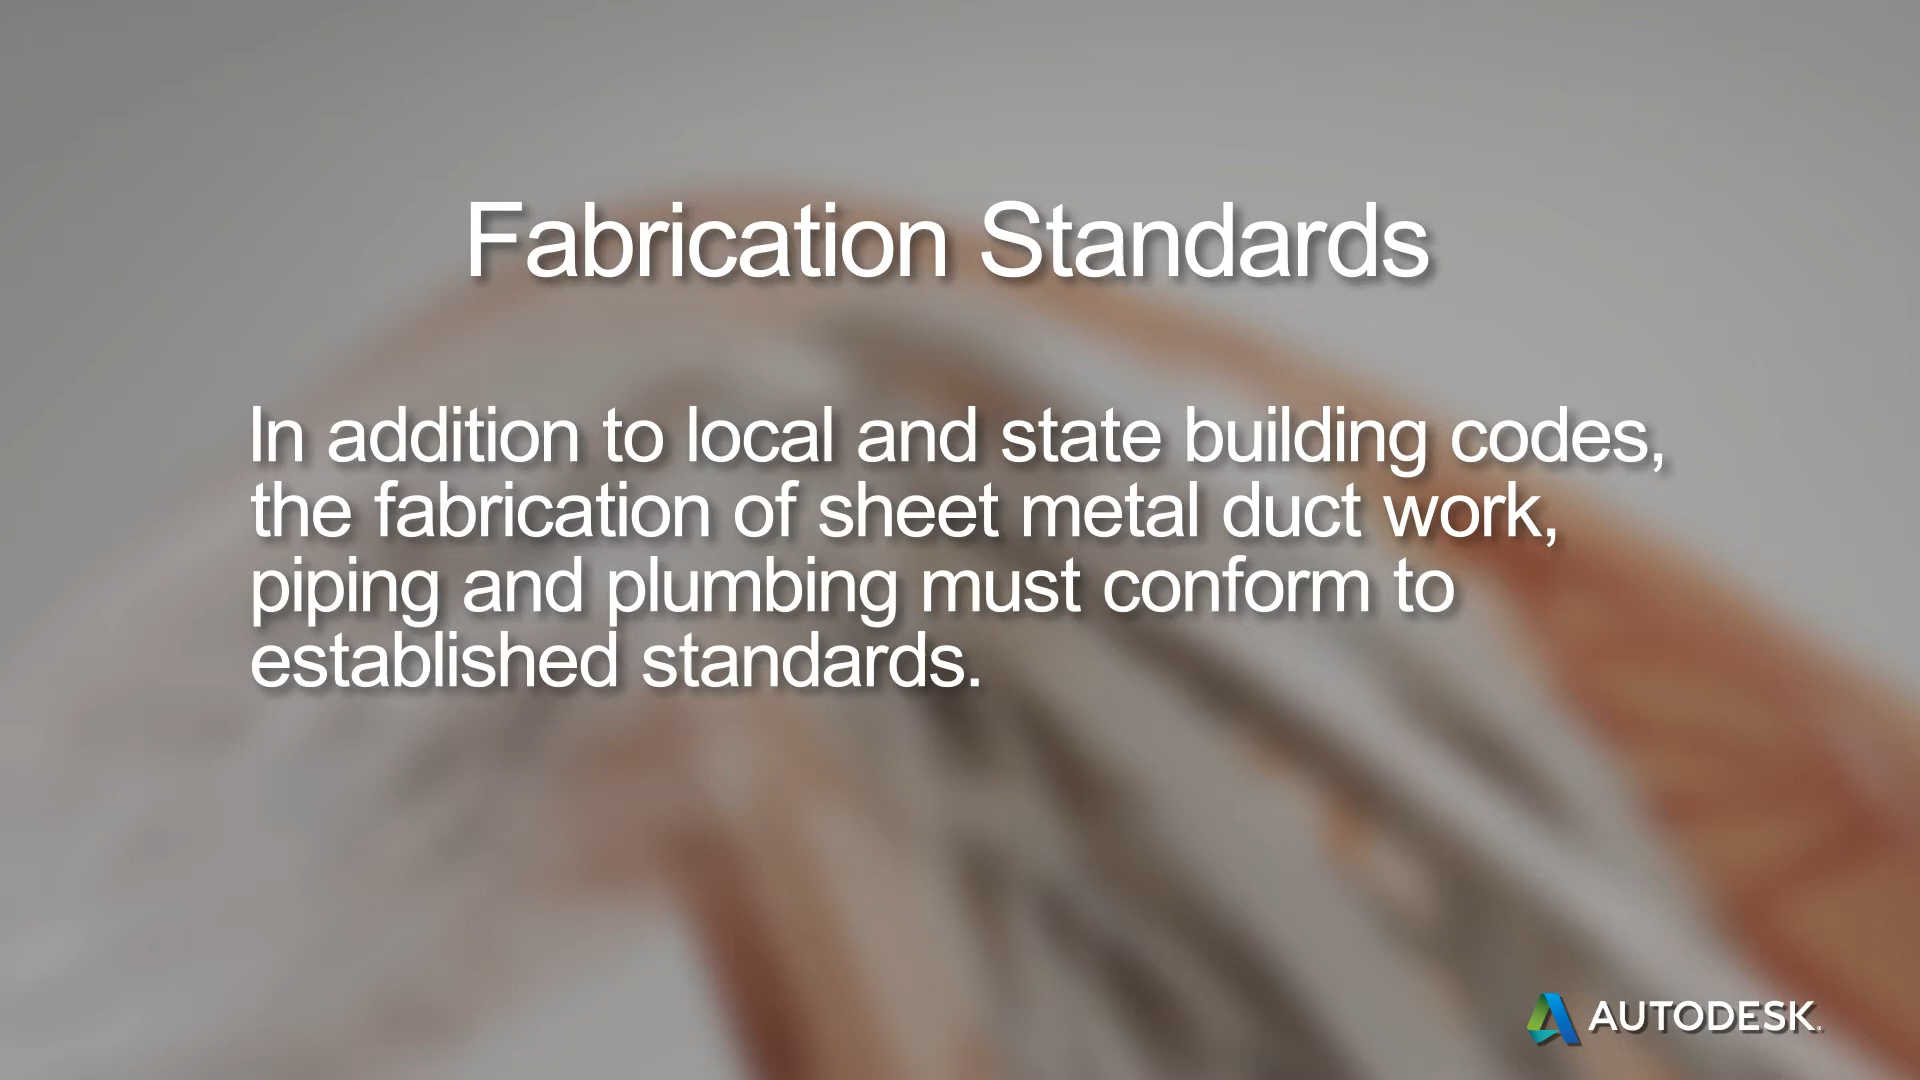 Fabrication Standards
In addition to local and state building codes,
the fabrication of sheet metal duct work,
piping and plumbing must conform to
established standards.
AUTODESK.